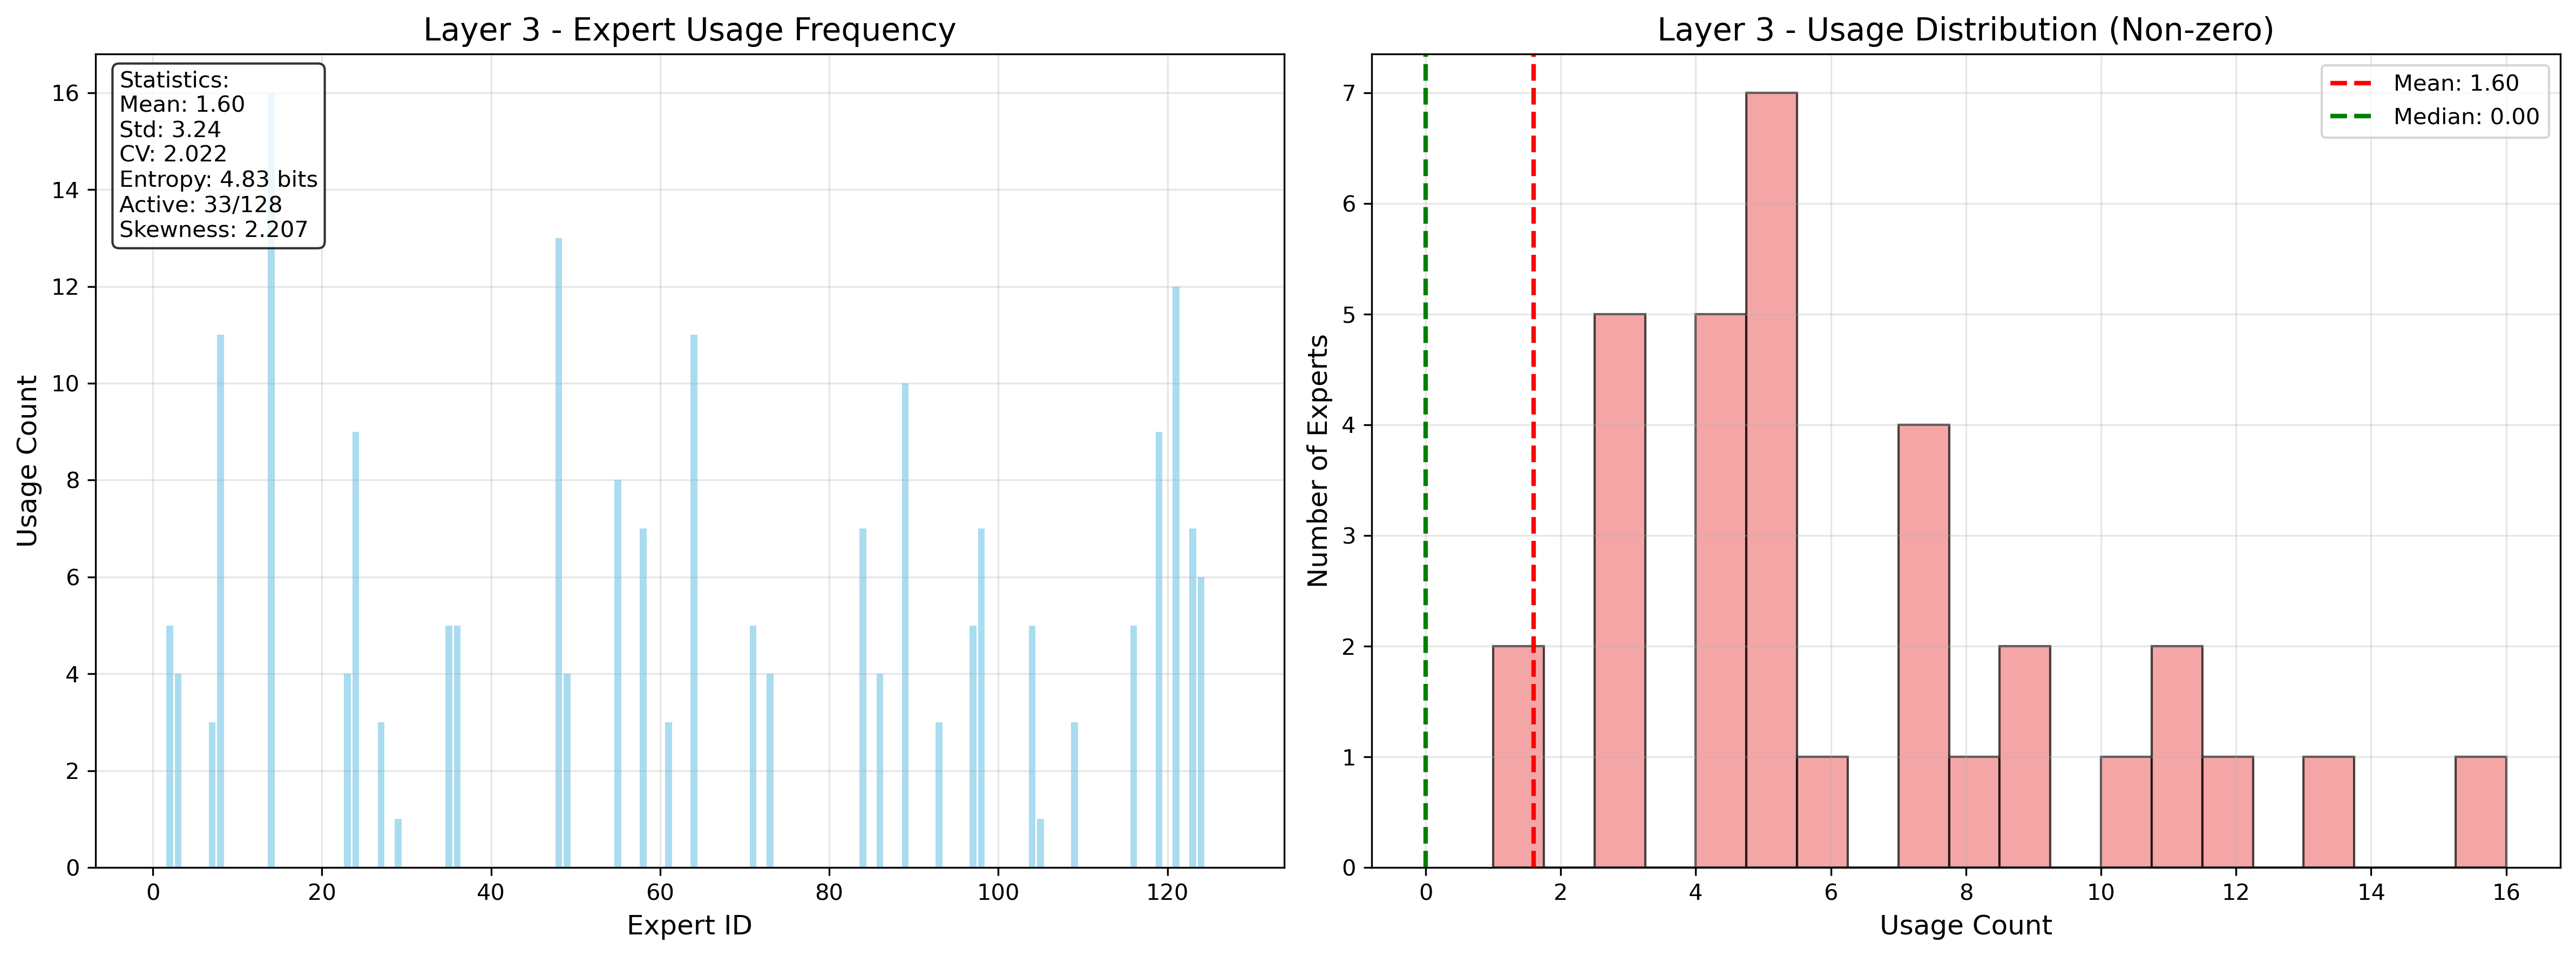 Layer 3 - Expert Usage Frequency
Statistics:
Mean: 1.60
Std: 3.24
CV: 2.022
Entropy: 4.83 bits
Active: 33/128
Skewness: 2.207
16
14
12
10
8
6
4
2
0
Usage Count
0 20 40 60 80 100 120
Expert ID
Layer 3 - Usage Distribution (Non-zero)
Mean: 1.60
Median: 0.00
7
6
5
4
3
2
1
0
Number of Experts
0 2 4 6 8 10 12 14 16
Usage Count